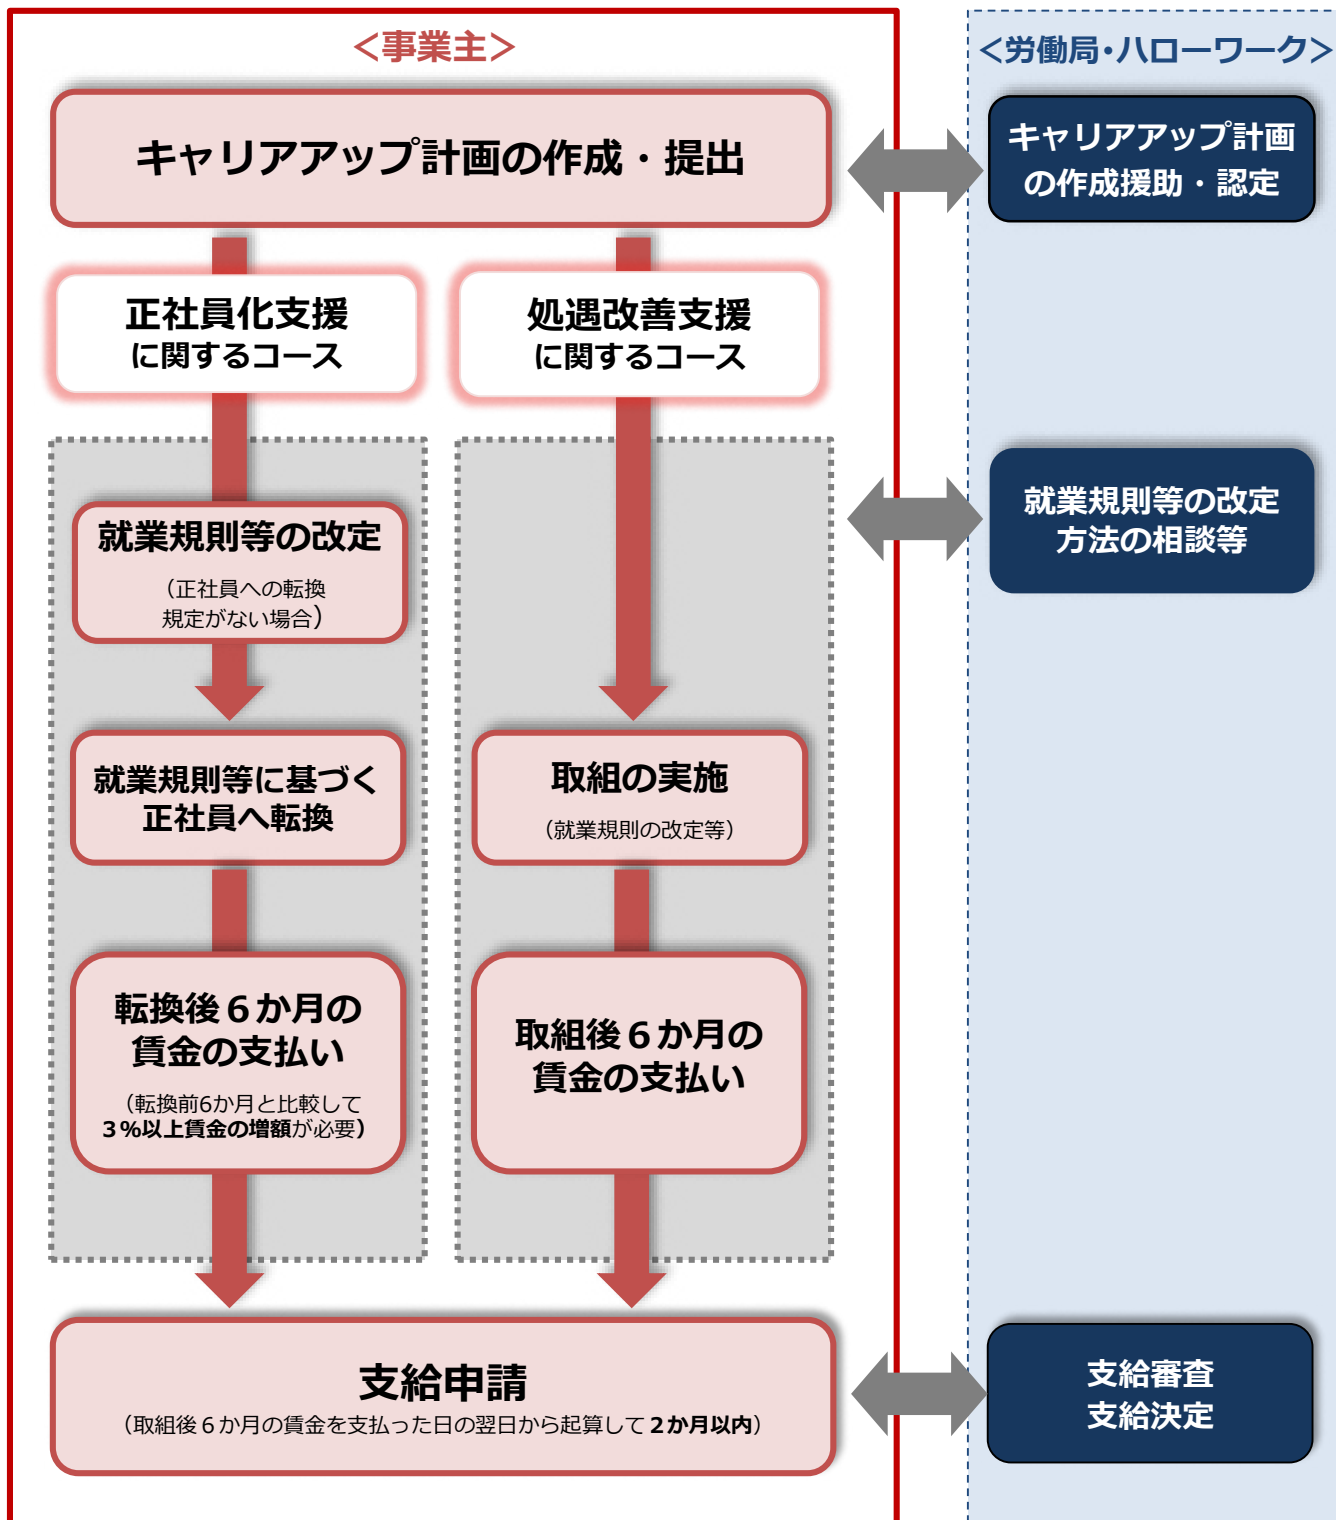 ＜事業主＞
キャリアアップ計画の作成・提出
正社員化支援
に関するコース
就業規則等の改定
（正社員への転換
規定がない場合）
就業規則等に基づく
正社員へ転換
転換後６か月の
賃金の支払い
（転換前6か月と比較して
３％以上賃金の増額が必要）
処遇改善支援
に関するコース
取組の実施
（就業規則の改定等）
取組後６か月の
賃金の支払い
支給申請
（取組後６か月の賃金を支払った日の翌日から起算して２か月以内）
＜労働局・ハローワーク＞
キャリアアップ計画
の作成援助・認定
就業規則等の改定
方法の相談等
支給審査
支給決定